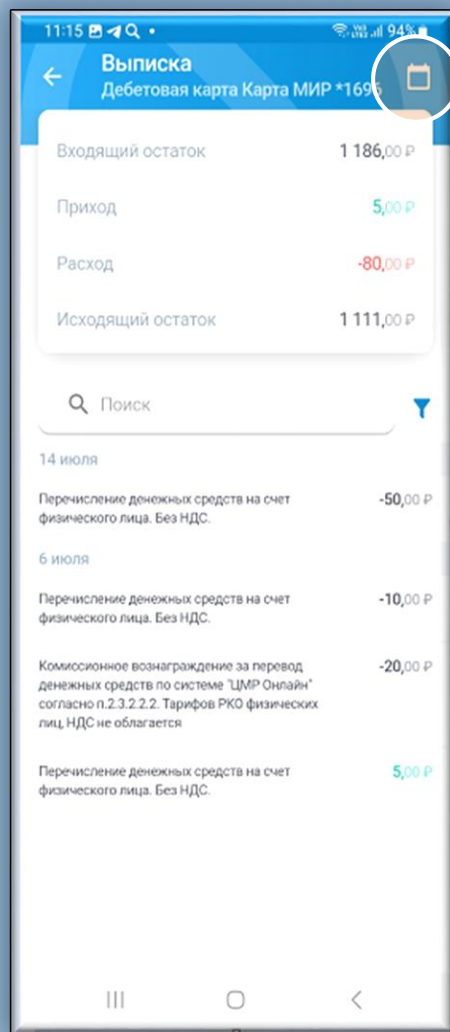 11:15
94%
Выписка
Дебетовая карта Карта МИР *1696
Входящий остаток 1 186,00 ₽
Приход 5,00 ₽
Расход -80,00 ₽
Исходящий остаток 1 111,00 ₽
Поиск
14 июля
Перечисление денежных средств на счет -50,00 ₽
физического лица. Без НДС.
6 июля
Перечисление денежных средств на счет -10,00 ₽
физического лица. Без НДС.
Комиссионное вознаграждение за перевод -20,00 ₽
денежных средств по системе "ЦМР Онлайн"
согласно п.2.3.2.2.2. Тарифов РКО физических
лиц, НДС не облагается
Перечисление денежных средств на счет 5,00 ₽
физического лица. Без НДС.